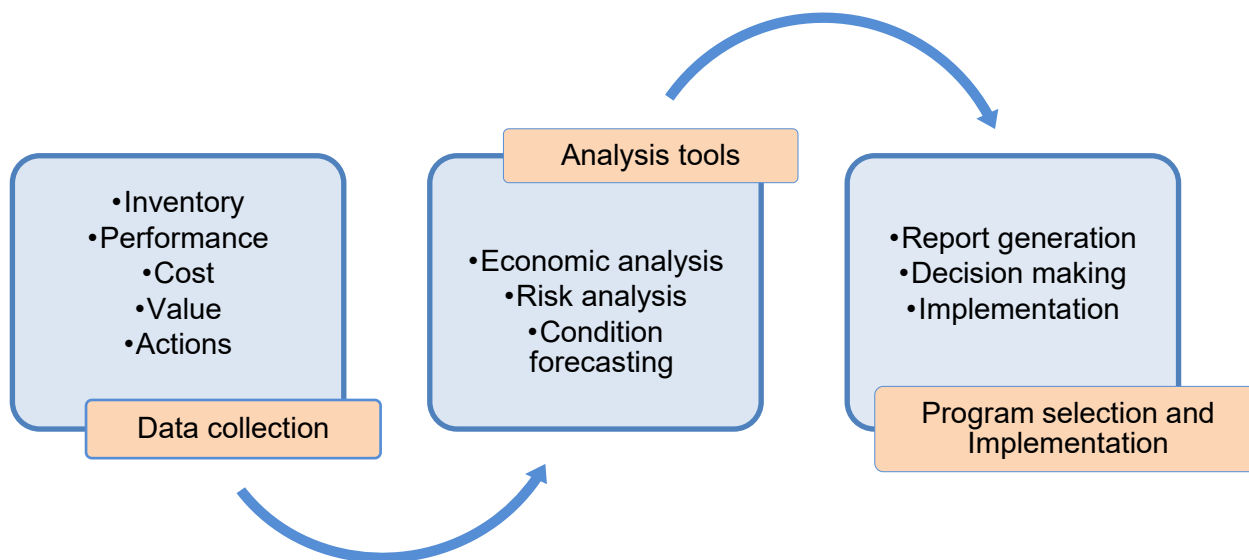 •Inventory
•Performance
•Cost
•Value
•Actions
Data collection
Analysis tools
•Economic analysis
•Risk analysis
•Condition
forecasting
•Report generation
•Decision making
•Implementation
Program selection and
Implementation